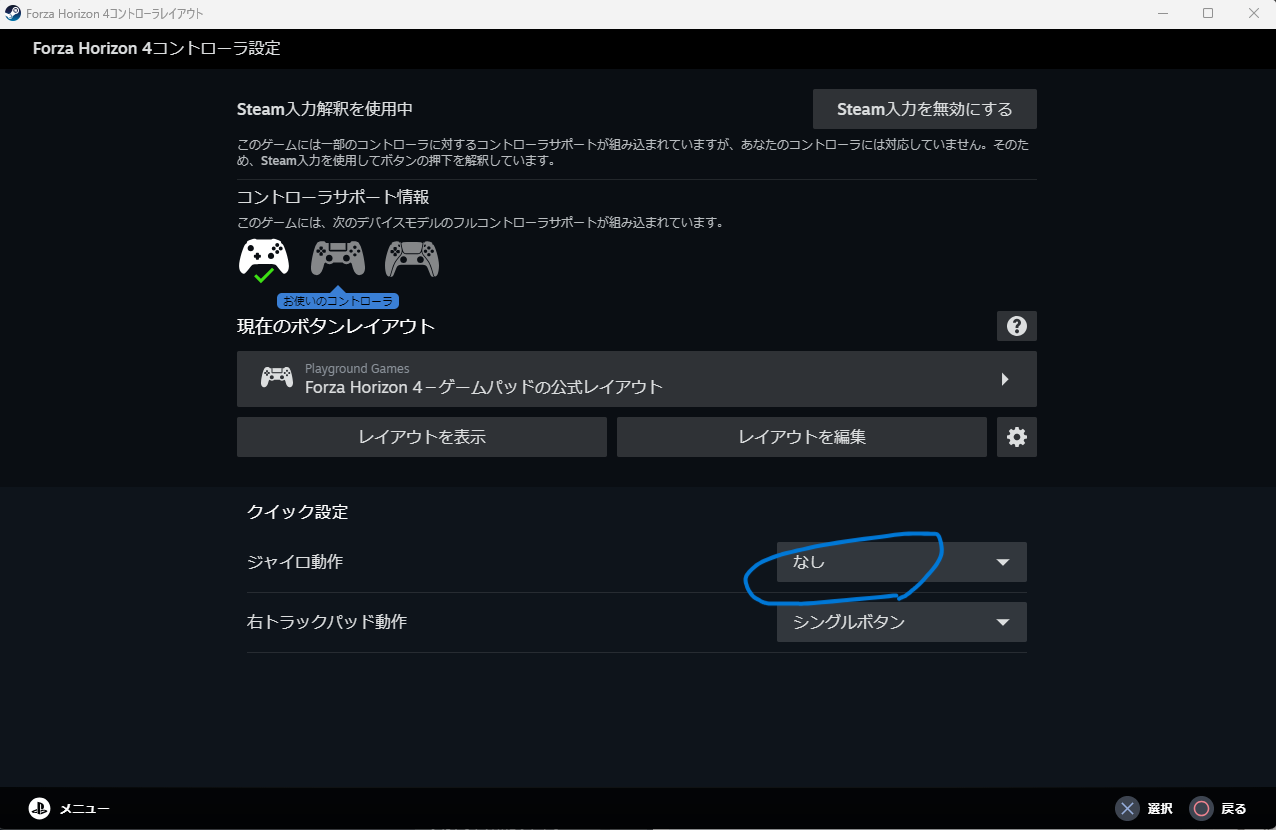 Forza Horizon 4コントローラレイアウト
Forza Horizon 4コントローラ設定
Steam入力解釈を使用中
Steam入力を無効にする
このゲームには一部のコントローラに対するコントローラサポートが組み込まれていますが、あなたのコントローラには対応していません。そのた
め、Steam入力を使用してボタンの押下を解釈しています。
コントローラサポート情報
このゲームには、次のデバイスモデルのフルコントローラサポートが組み込まれています。
お使いのコントローラ
現在のボタンレイアウト
?
Playground Games
Forza Horizon 4－ゲームパッドの公式レイアウト
レイアウトを表示
レイアウトを編集
クイック設定
ジャイロ動作
なし
右トラックパッド動作
シングルボタン
メニュー
選択
戻る